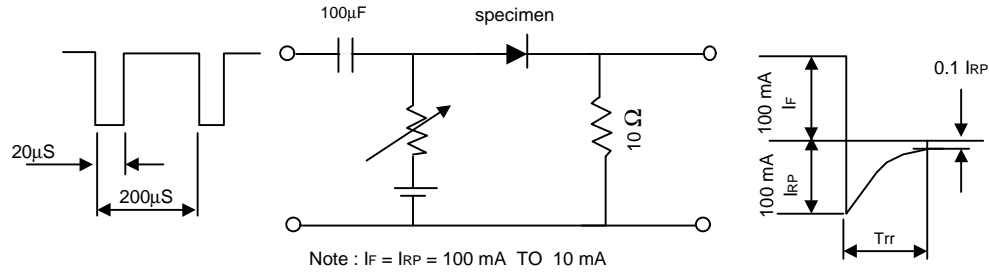 100μF
specimen
20μS
200μS
10 Ω
100 mA
IF
100 mA
IRP
0.1 IRP
Trr
Note : IF = IRP = 100 mA TO 10 mA